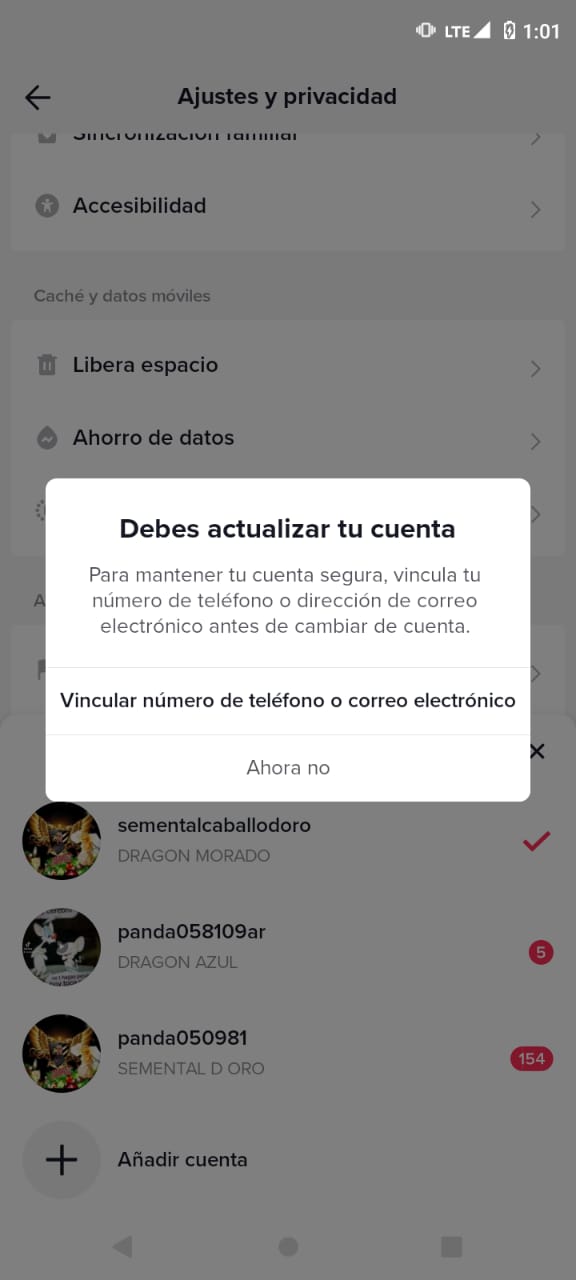 LTE 1:01
Ajustes y privacidad
Sincronización familiar
Accesibilidad
Caché y datos móviles
Libera espacio
Ahorro de datos
A
Debes actualizar tu cuenta
Para mantener tu cuenta segura, vincula tu
número de teléfono o dirección de correo
electrónico antes de cambiar de cuenta.
Vincular número de teléfono o correo electrónico
Ahora no
sementalcaballodoro
DRAGON MORADO
panda058109ar
DRAGON AZUL
5
panda050981
SEMENTAL D ORO
154
Añadir cuenta